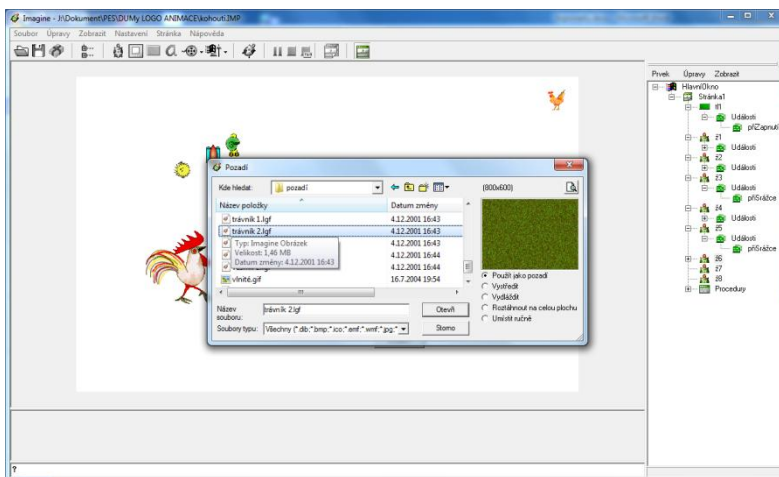 Imagine - J:\Dokument\PES\DUMy LOGO ANIMACE\kohouti.IMP
Soubor Úpravy Zobrazit Nastavení Stránka Nápověda
Prvek Úpravy Zobrazit
HlavníOkno
Stránka1
tl1
Události
přiZapnutí
ž1
Události
ž2
Události
ž3
Události
přiSrážce
ž4
Události
ž5
Události
přiSrážce
ž6
ž7
ž8
Procedury
Pozadí
Kde hledat: pozadí
(800x600)
Název položky Datum změny
trávník 1.lgf 4.12.2001 16:43
trávník 2.lgf 4.12.2001 16:43
4.12.2001 16:43
4.12.2001 16:44
4.12.2001 16:44
vlnité.gif 16.7.2004 19:54
Typ: Imagine Obrázek
Velikost: 1,46 MB
Datum změny: 4.12.2001 16:43
Použít jako pozadí
Vystředit
Vydláždit
Roztáhnout na celou plochu
Umístit ručně
Název souboru: trávník 2.lgf Otevři
Soubory typu: Všechny (*.dib;*.bmp;*.ico;*.emf;*.wmf;*.jpg;* Storno
?